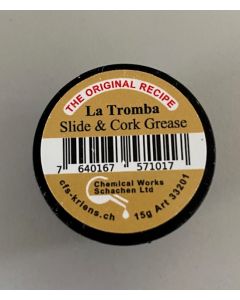 THE ORIGINAL RECIPE
La Tromba
Slide & Cork Grease
7 640167 571017
Chemical Works
Schachen Ltd
cfs-kriens.ch
15g Art 33201